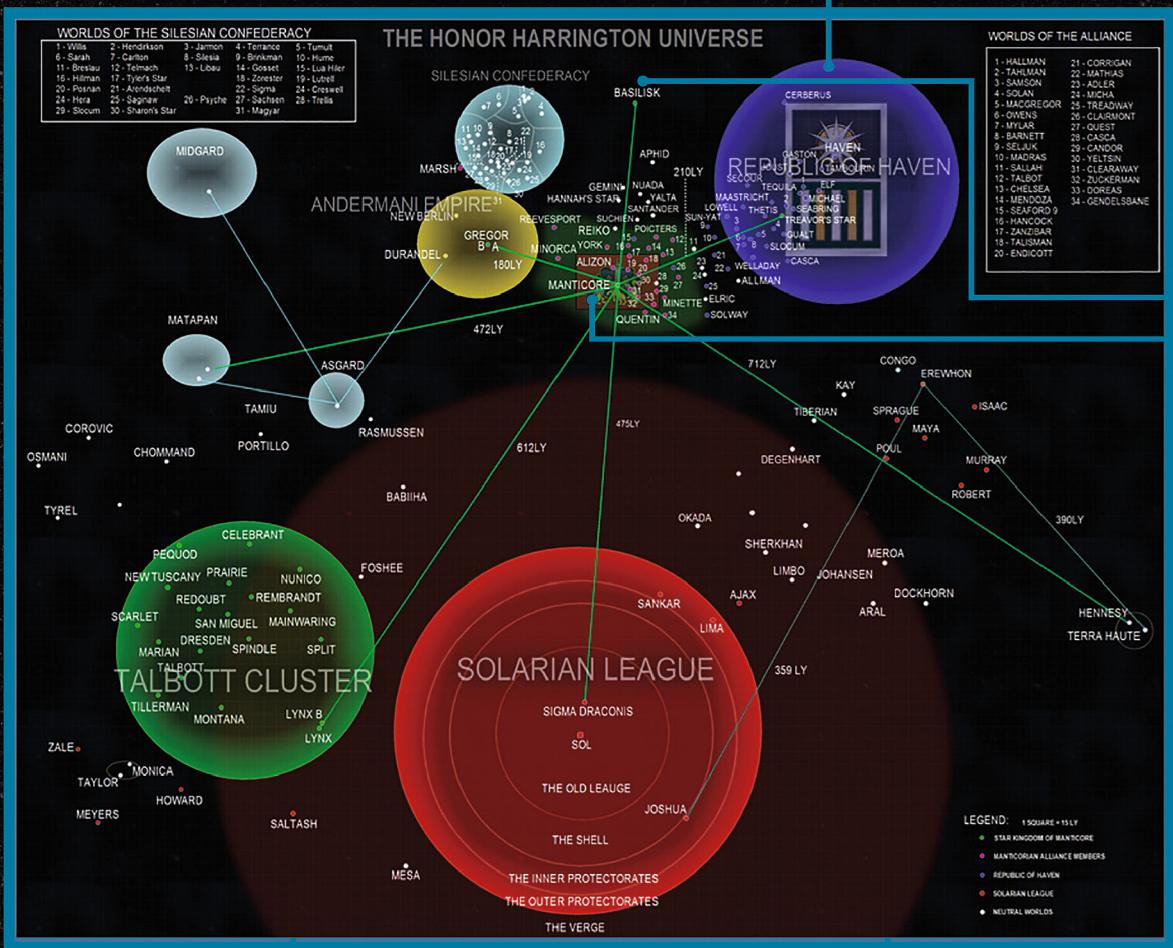 WORLDS OF THE SILESIAN CONFEDERACY
1 - Willis 2 - Hendirkson 3 - Jarmon 4 - Terrance 5 - Tumult
6 - Sarah 7 - Carlton 8 - Silesia 9 - Brinkman 10 - Hume
11 - Breslau 12 - Telmach 13 - Libau 14 - Gosset 15 - Lua Hiler
16 - Hillman 17 - Tyler's Star 18 - Zorester 19 - Lutrell
20 - Posnan 21 - Arendschelt 22 - Sigma 24 - Creswell
24 - Hera 25 - Saginaw 26 - Psyche 27 - Sachsen 28 - Trellis
29 - Slocum 30 - Sharon's Star 31 - Magyar
THE HONOR HARRINGTON UNIVERSE
WORLDS OF THE ALLIANCE
1 - HALLMAN
2 - TAHLMAN
3 - SAMSON
4 - SOLAN
5 - MACGREGOR
6 - OWENS
7 - MYLAR
8 - BARNETT
9 - SELJUK
10 - MADRAS
11 - SALLAH
12 - TALBOT
13 - CHELSEA
14 - MENDOZA
15 - SEAFORD 9
16 - HANCOCK
17 - ZANZIBAR
18 - TALISMAN
20 - ENDICOTT
21 - CORRIGAN
22 - MATHIAS
23 - ADLER
24 - MICHA
25 - TREADWAY
26 - CLAIRMONT
27 - QUEST
28 - CASCA
29 - CANDOR
30 - YELTSIN
31 - CLEARAWAY
32 - ZUCKERMAN
33 - DOREAS
34 - GENDELSBANE
SILESIAN CONFEDERACY
BASILISK
CERBERUS
MIDGARD
HAVEN
REPUBLIC OF HAVEN
GASTON
TAMBOURIN
MARSH
APHID
210LY
SECOUR
TEQUILA
ELF
GEMINI
NUADA
HANNAH'S STAR
YALTA
MAASTRICHT
MICHAEL
ANDERMANI EMPIRE
NEW BERLIN
SANTANDER
LOWELL
THETIS
SEABRING
REEVESPORT
SUCHIEN
SUN-YAT
TREAVOR'S STAR
GREGOR
B A
REIKO
POICTERS
GUALT
DURANDEL
MINORCA
YORK
SLOCUM
180LY
ALIZON
WELLADAY
CASCA
MANTICORE
ALLMAN
MINETTE
ELRIC
QUENTIN
SOLWAY
MATAPAN
472LY
ASGARD
712LY
CONGO
EREWHON
KAY
TAMIU
TIBERIAN
SPRAGUE
ISAAC
COROVIC
PORTILLO
RASMUSSEN
475LY
MAYA
OSMANI
CHOMMAND
612LY
DEGENHART
POUL
MURRAY
BABIIHA
ROBERT
TYREL
OKADA
390LY
CELEBRANT
PEQUOD
SHERKHAN
MEROA
NEW TUSCANY
PRAIRIE
NUNICO
FOSHEE
LIMBO
JOHANSEN
REDOUBT
REMBRANDT
SANKAR
AJAX
DOCKHORN
SCARLET
SAN MIGUEL
MAINWARING
LIMA
ARAL
HENNESY
DRESDEN
SPINDLE
SPLIT
TERRA HAUTE
MARIAN
TALBOTT
TALBOTT CLUSTER
SOLARIAN LEAGUE
359 LY
TILLERMAN
MONTANA
LYNX B
SIGMA DRACONIS
LYNX
SOL
ZALE
MONICA
TAYLOR
THE OLD LEAUGE
HOWARD
JOSHUA
MEYERS
SALTASH
THE SHELL
MESA
THE INNER PROTECTORATES
THE OUTER PROTECTORATES
THE VERGE
LEGEND: 1 SQUARE = 15 LY
STAR KINGDOM OF MANTICORE
MANTICORIAN ALLIANCE MEMBERS
REPUBLIC OF HAVEN
SOLARIAN LEAGUE
NEUTRAL WORLDS